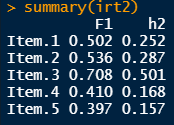 > summary(irt2)
F1 h2
Item.1 0.502 0.252
Item.2 0.536 0.287
Item.3 0.708 0.501
Item.4 0.410 0.168
Item.5 0.397 0.157